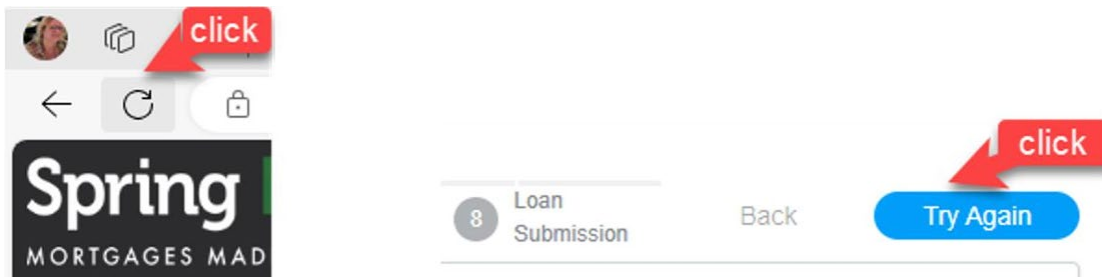 click
Spring
MORTGAGES MAD
click
8
Loan
Submission
Back
Try Again